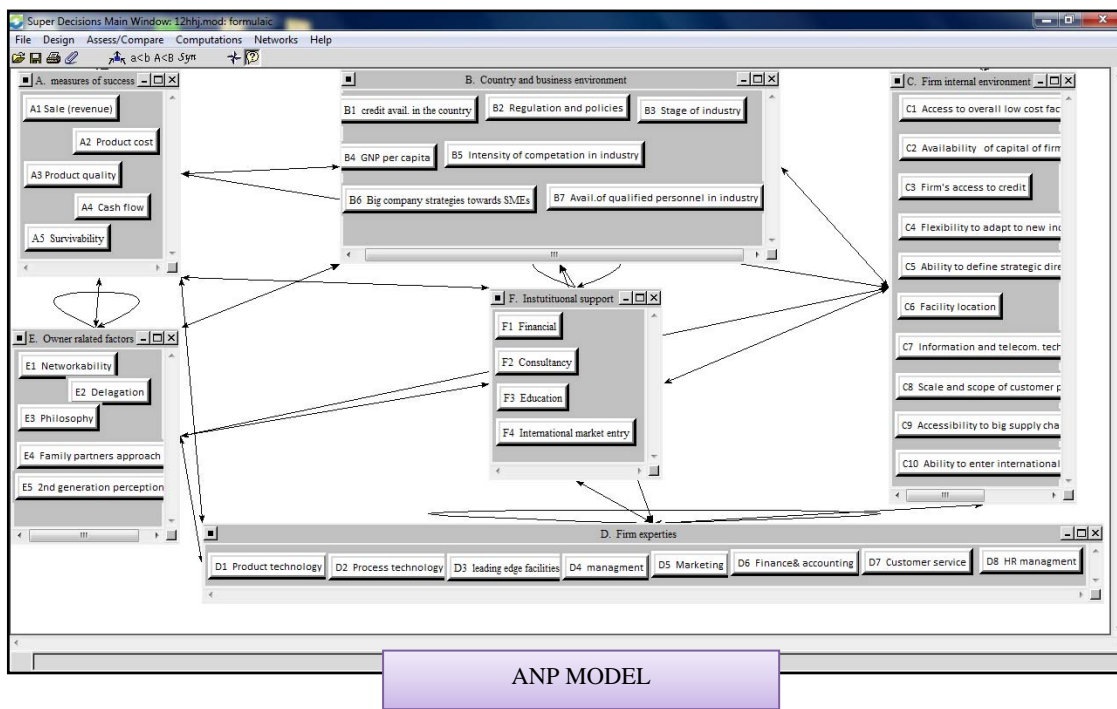 Super Decisions Main Window: 12hhj.mod: formulaic
File Design Assess/Compare Computations Networks Help
a<b A<B Syn
A. measures of success
A1 Sale (revenue)
A2 Product cost
A3 Product quality
A4 Cash flow
A5 Survivability
B. Country and business environment
B1 credit avail. in the country
B2 Regulation and policies
B3 Stage of industry
B4 GNP per capita
B5 Intensity of competation in industry
B6 Big company strategies towards SMEs
B7 Avail.of qualified personnel in industry
C. Firm internal environment
C1 Access to overall low cost fac
C2 Availability of capital of firm
C3 Firm's access to credit
C4 Flexibility to adapt to new inc
C5 Ability to define strategic dire
C6 Facility location
C7 Information and telecom. tech
C8 Scale and scope of customer p
C9 Accessibility to big supply cha
C10 Ability to enter international
E. Owner ralated factors
E1 Networkability
E2 Delagation
E3 Philosophy
E4 Family partners approach
E5 2nd generation perception
F. Instutituonal support
F1 Financial
F2 Consultancy
F3 Education
F4 International market entry
D. Firm experties
D1 Product technology
D2 Process technology
D3 leading edge facilities
D4 managment
D5 Marketing
D6 Finance& accounting
D7 Customer service
D8 HR managment
ANP MODEL